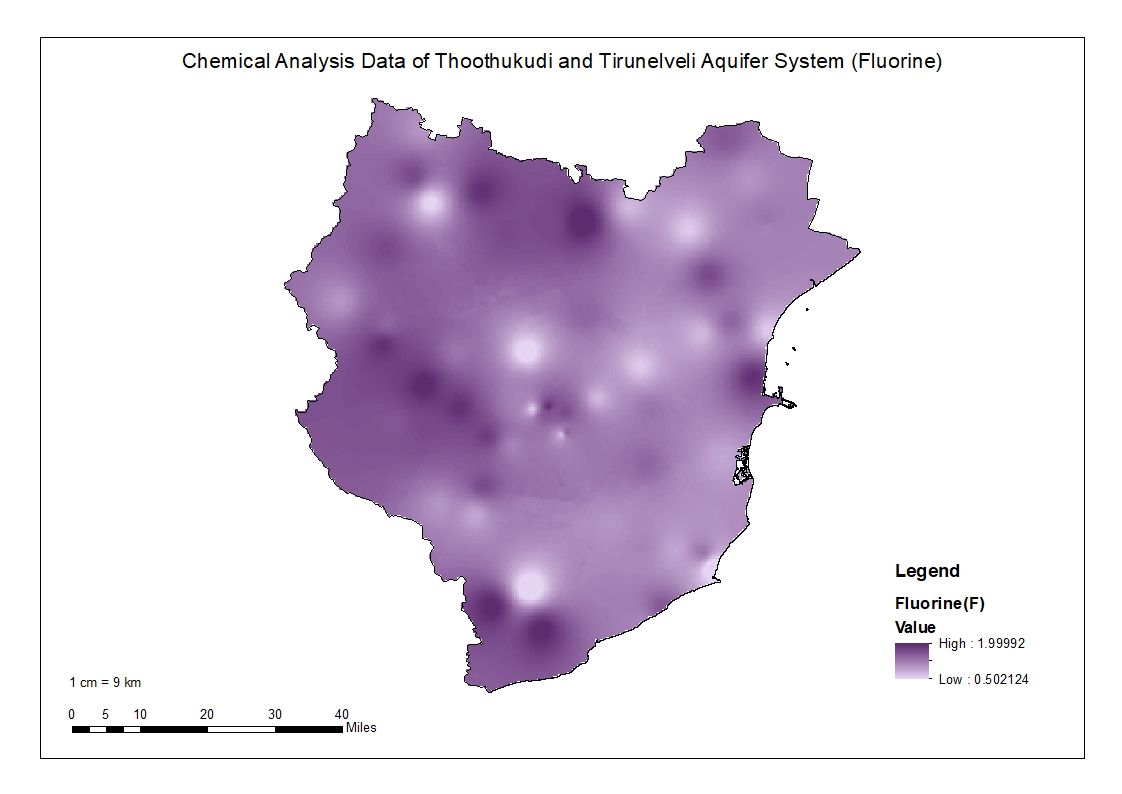 Chemical Analysis Data of Thoothukudi and Tirunelveli Aquifer System (Fluorine)
Legend
Fluorine(F)
Value
High : 1.99992
Low : 0.502124
1 cm = 9 km
0 5 10 20 30 40
Miles